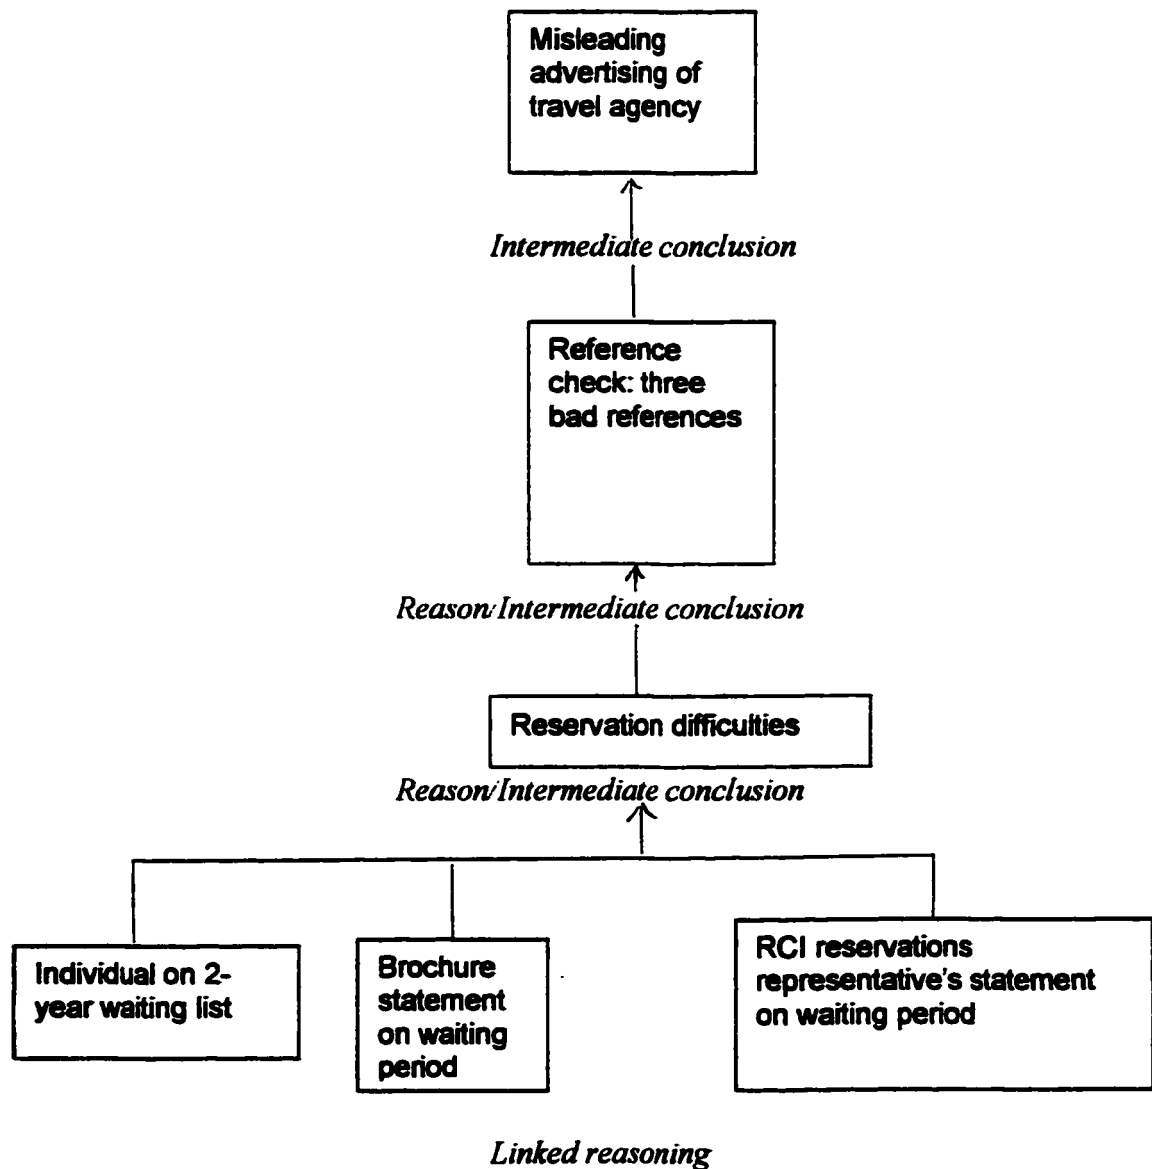 Misleading
advertising of
travel agency
Intermediate conclusion
Reference
check: three
bad references
Reason/Intermediate conclusion
Reservation difficulties
Reason/Intermediate conclusion
Individual on 2-
year waiting list
Brochure
statement
on waiting
period
RCI reservations
representative's statement
on waiting period
Linked reasoning